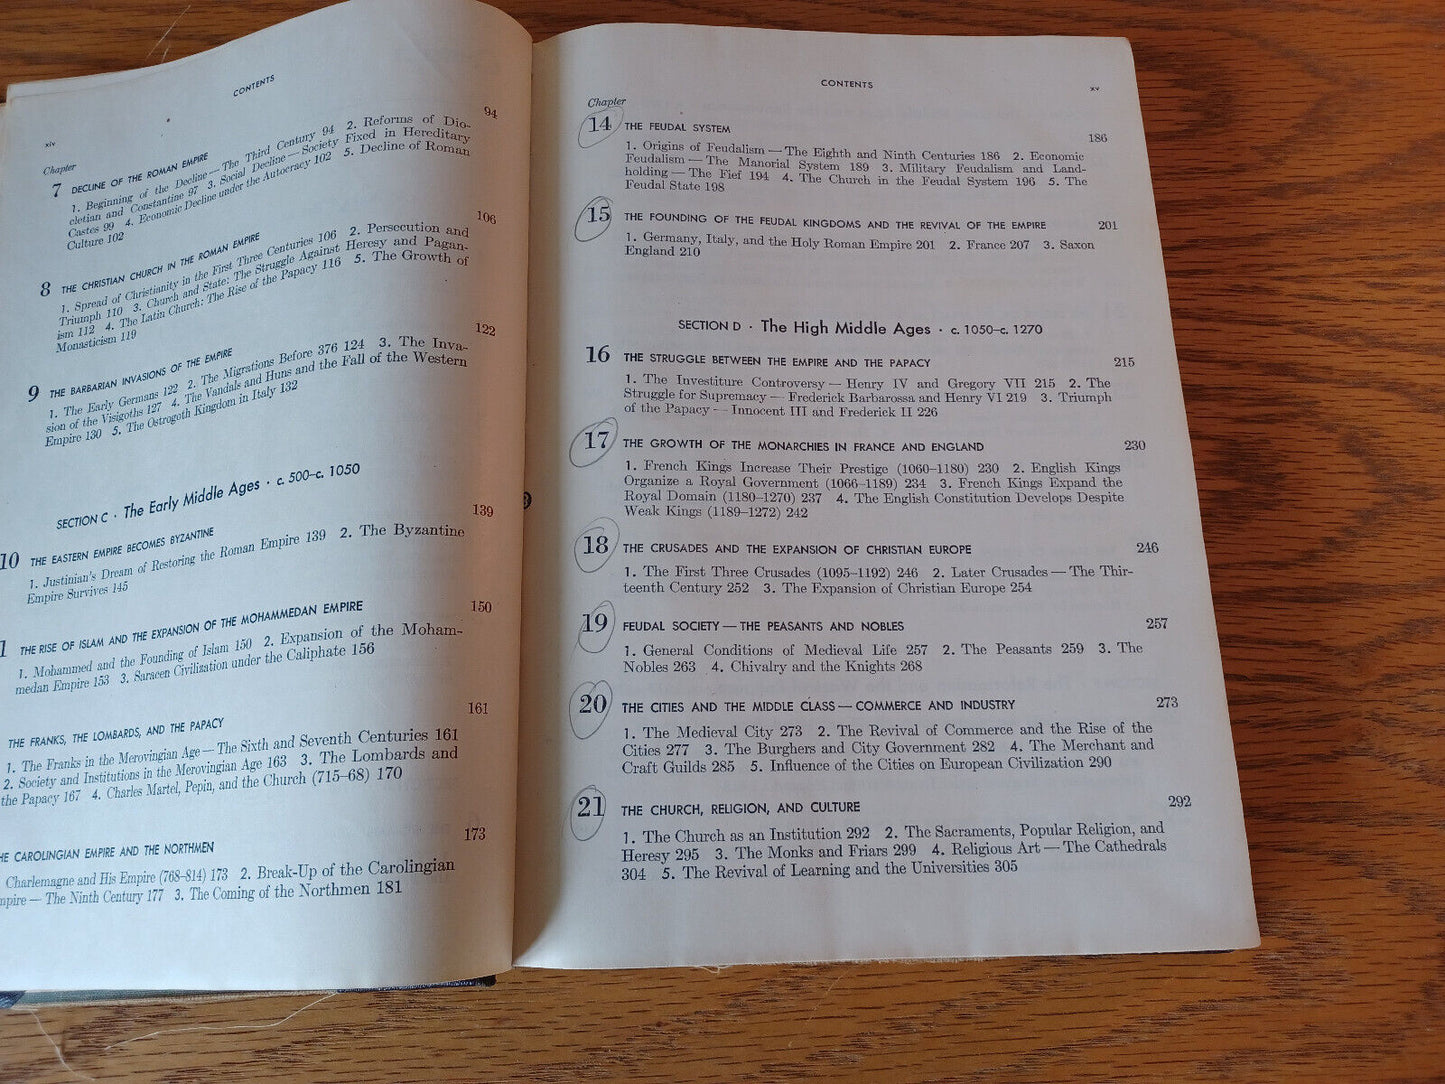 CONTENTS
xiv
Chapter
94
7 DECLINE OF THE ROMAN EMPIRE
1. Beginning of the Decline — The Third Century 94 2. Reforms of Dio-
cletian and Constantine 97 3. Social Decline — Society Fixed in Hereditary
Castes 99 4. Economic Decline under the Autocracy 102 5. Decline of Roman
Culture 102
106
8 THE CHRISTIAN CHURCH IN THE ROMAN EMPIRE
1. Spread of Christianity in the First Three Centuries 106 2. Persecution and
Triumph 110 3. Church and State: The Struggle Against Heresy and Pagan-
ism 112 4. The Latin Church: The Rise of the Papacy 116 5. The Growth of
Monasticism 119
122
9 THE BARBARIAN INVASIONS OF THE EMPIRE
1. The Early Germans 122 2. The Migrations Before 376 124 3. The Inva-
sion of the Visigoths 127 4. The Vandals and Huns and the Fall of the Western
Empire 130 5. The Ostrogoth Kingdom in Italy 132
SECTION C · The Early Middle Ages · c. 500–c. 1050
139
10 THE EASTERN EMPIRE BECOMES BYZANTINE
1. Justinian's Dream of Restoring the Roman Empire 139 2. The Byzantine
Empire Survives 145
150
1 THE RISE OF ISLAM AND THE EXPANSION OF THE MOHAMMEDAN EMPIRE
1. Mohammed and the Founding of Islam 150 2. Expansion of the Moham-
medan Empire 153 3. Saracen Civilization under the Caliphate 156
161
THE FRANKS, THE LOMBARDS, AND THE PAPACY
1. The Franks in the Merovingian Age — The Sixth and Seventh Centuries 161
2. Society and Institutions in the Merovingian Age 163 3. The Lombards and
the Papacy 167 4. Charles Martel, Pepin, and the Church (715–68) 170
173
HE CAROLINGIAN EMPIRE AND THE NORTHMEN
Charlemagne and His Empire (768–814) 173 2. Break-Up of the Carolingian
mpire — The Ninth Century 177 3. The Coming of the Northmen 181
CONTENTS
xv
Chapter
14 THE FEUDAL SYSTEM 186
1. Origins of Feudalism — The Eighth and Ninth Centuries 186 2. Economic
Feudalism — The Manorial System 189 3. Military Feudalism and Land-
holding — The Fief 194 4. The Church in the Feudal System 196 5. The
Feudal State 198
15 THE FOUNDING OF THE FEUDAL KINGDOMS AND THE REVIVAL OF THE EMPIRE 201
1. Germany, Italy, and the Holy Roman Empire 201 2. France 207 3. Saxon
England 210
SECTION D · The High Middle Ages · c. 1050–c. 1270
16 THE STRUGGLE BETWEEN THE EMPIRE AND THE PAPACY 215
1. The Investiture Controversy — Henry IV and Gregory VII 215 2. The
Struggle for Supremacy — Frederick Barbarossa and Henry VI 219 3. Triumph
of the Papacy — Innocent III and Frederick II 226
17 THE GROWTH OF THE MONARCHIES IN FRANCE AND ENGLAND 230
1. French Kings Increase Their Prestige (1060–1180) 230 2. English Kings
Organize a Royal Government (1066–1189) 234 3. French Kings Expand the
Royal Domain (1180–1270) 237 4. The English Constitution Develops Despite
Weak Kings (1189–1272) 242
18 THE CRUSADES AND THE EXPANSION OF CHRISTIAN EUROPE 246
1. The First Three Crusades (1095–1192) 246 2. Later Crusades — The Thir-
teenth Century 252 3. The Expansion of Christian Europe 254
19 FEUDAL SOCIETY — THE PEASANTS AND NOBLES 257
1. General Conditions of Medieval Life 257 2. The Peasants 259 3. The
Nobles 263 4. Chivalry and the Knights 268
20 THE CITIES AND THE MIDDLE CLASS — COMMERCE AND INDUSTRY 273
1. The Medieval City 273 2. The Revival of Commerce and the Rise of the
Cities 277 3. The Burghers and City Government 282 4. The Merchant and
Craft Guilds 285 5. Influence of the Cities on European Civilization 290
21 THE CHURCH, RELIGION, AND CULTURE 292
1. The Church as an Institution 292 2. The Sacraments, Popular Religion, and
Heresy 295 3. The Monks and Friars 299 4. Religious Art — The Cathedrals
304 5. The Revival of Learning and the Universities 305